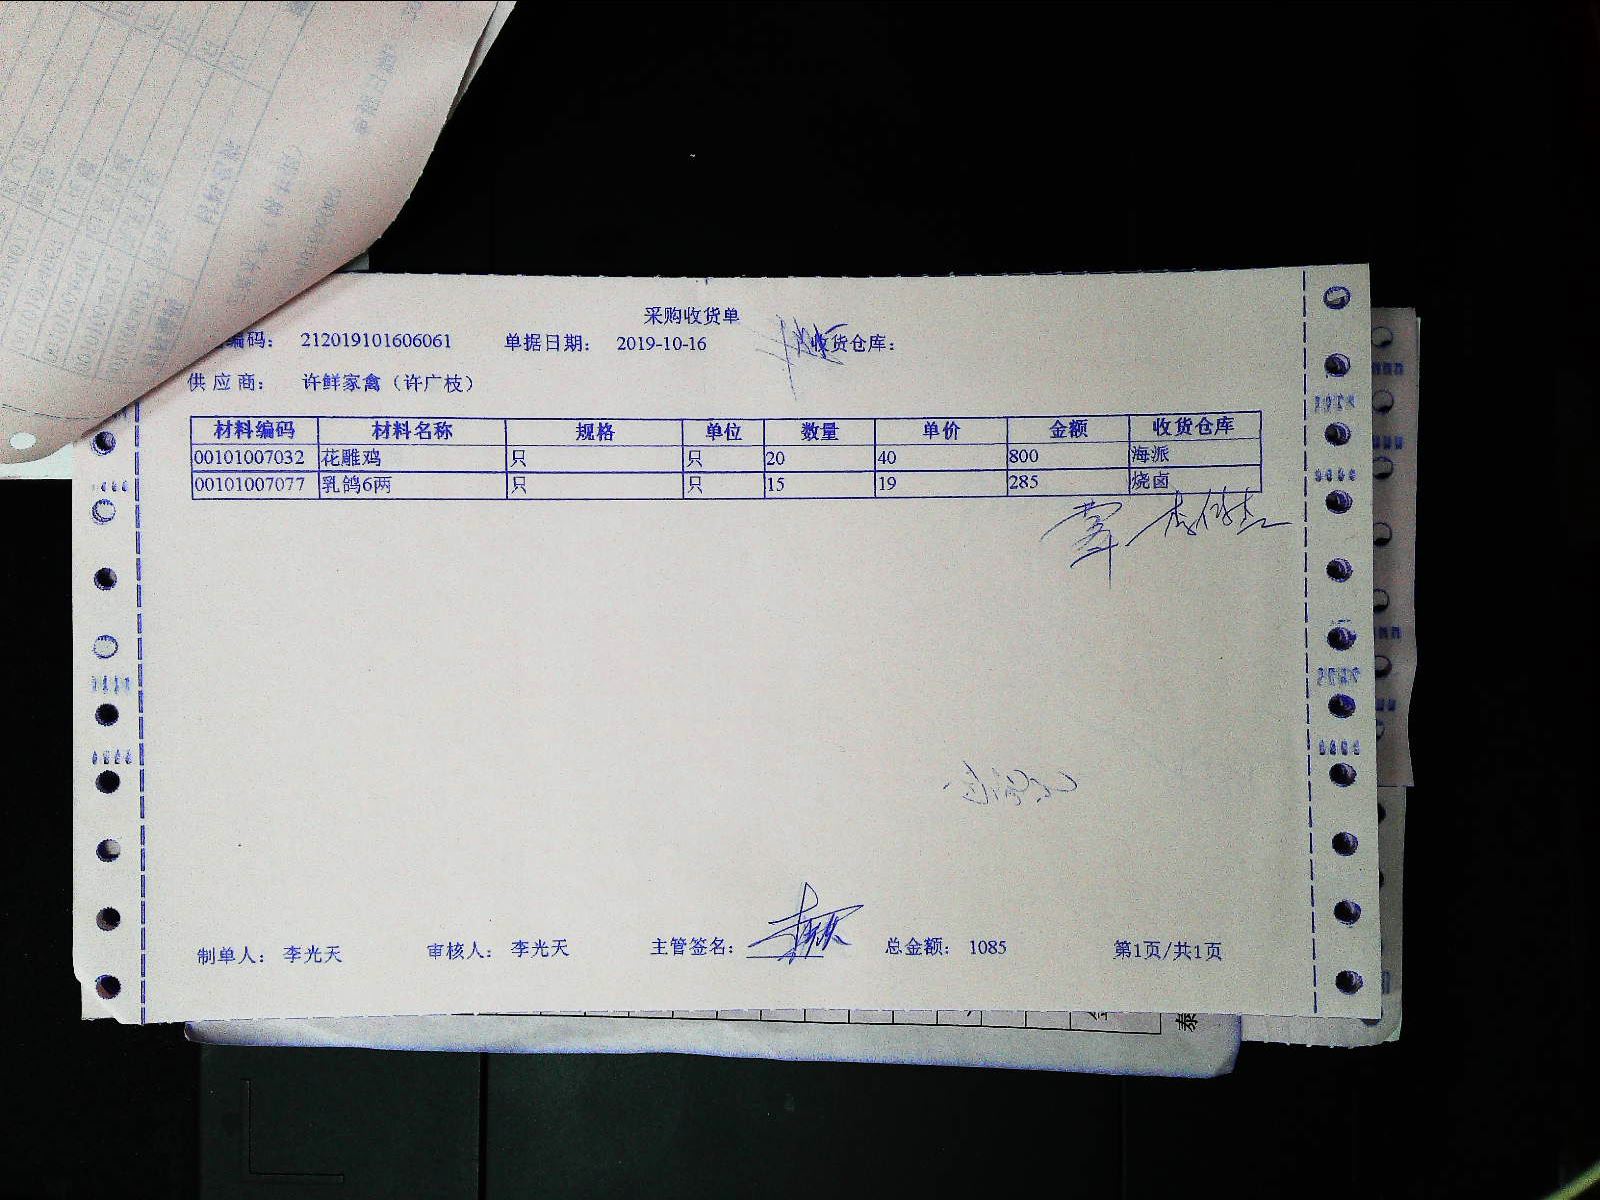 采购收货单
编码： 212019101606061 单据日期： 2019-10-16 收货仓库：
供应商： 许鲜家禽（许广枝）
材料编码 材料名称 规格 单位 数量 单价 金额 收货仓库
00101007032 花雕鸡 只 只 20 40 800 海派
00101007077 乳鸽6两 只 只 15 19 285 烧卤
制单人： 李光天 审核人： 李光天 主管签名： 总金额： 1085 第1页/共1页